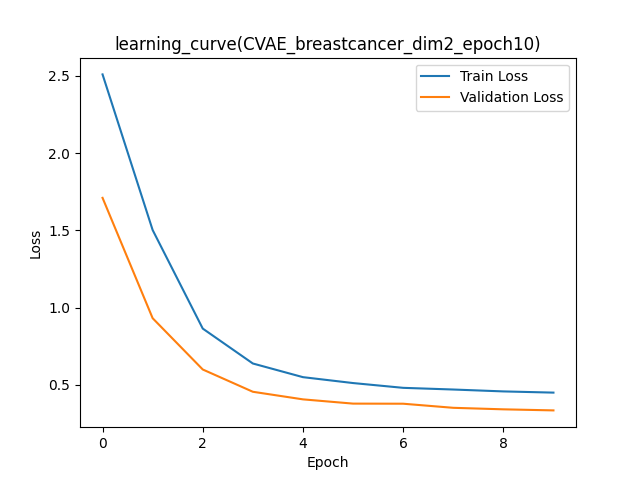 learning_curve(CVAE_breastcancer_dim2_epoch10)
Train Loss
Validation Loss
2.5
2.0
1.5
1.0
0.5
Loss
0
2
4
6
8
Epoch